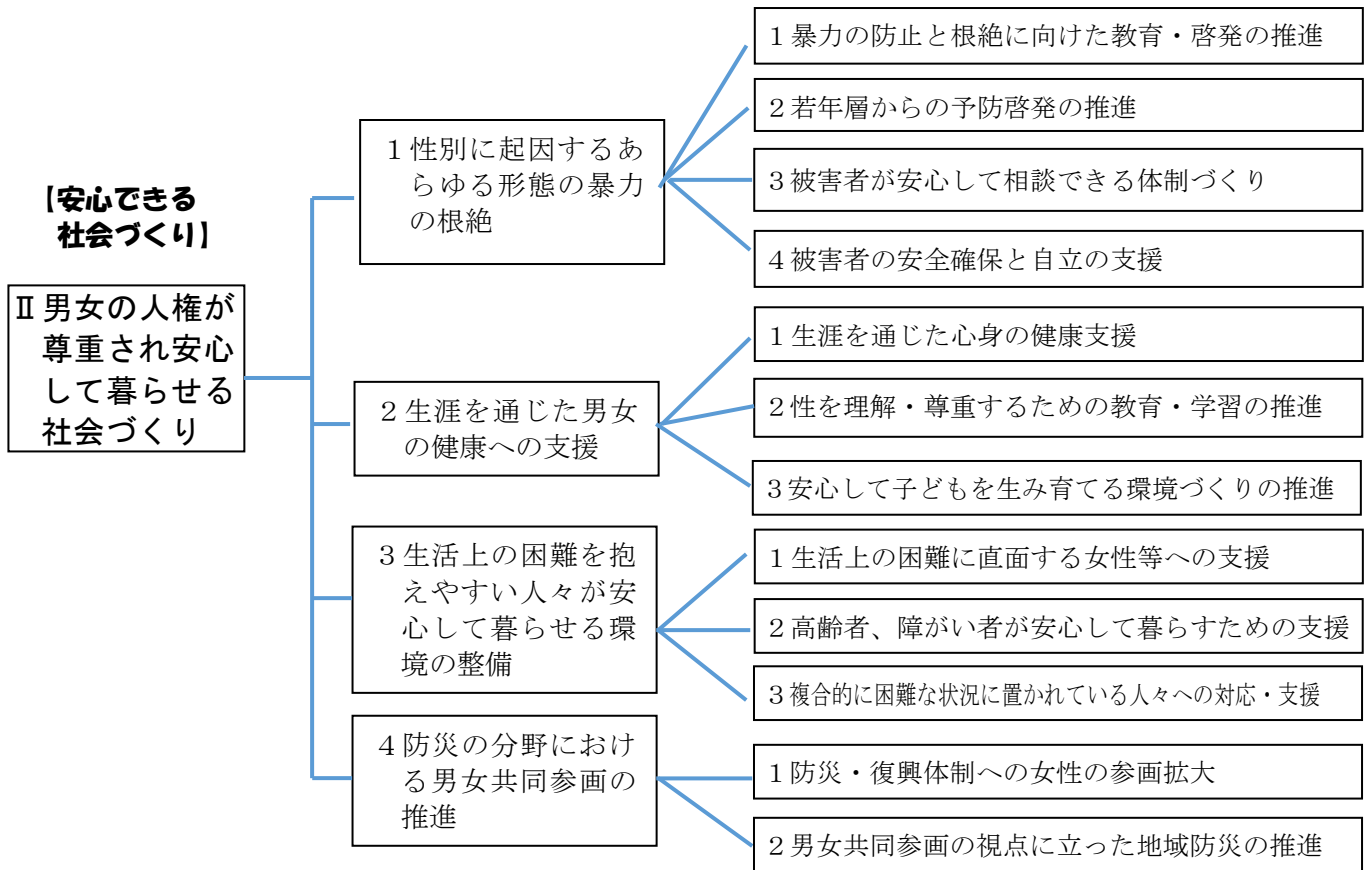 【安心できる
社会づくり】
Ⅱ男女の人権が
尊重され安心
して暮らせる
社会づくり
１性別に起因するあ
らゆる形態の暴力
の根絶
１暴力の防止と根絶に向けた教育・啓発の推進
２若年層からの予防啓発の推進
３被害者が安心して相談できる体制づくり
４被害者の安全確保と自立の支援
２生涯を通じた男女
の健康への支援
１生涯を通じた心身の健康支援
２性を理解・尊重するための教育・学習の推進
３安心して子どもを生み育てる環境づくりの推進
３生活上の困難を抱
えやすい人々が安
心して暮らせる環
境の整備
１生活上の困難に直面する女性等への支援
２高齢者、障がい者が安心して暮らすための支援
３複合的に困難な状況に置かれている人々への対応・支援
４防災の分野におけ
る男女共同参画の
推進
１防災・復興体制への女性の参画拡大
２男女共同参画の視点に立った地域防災の推進